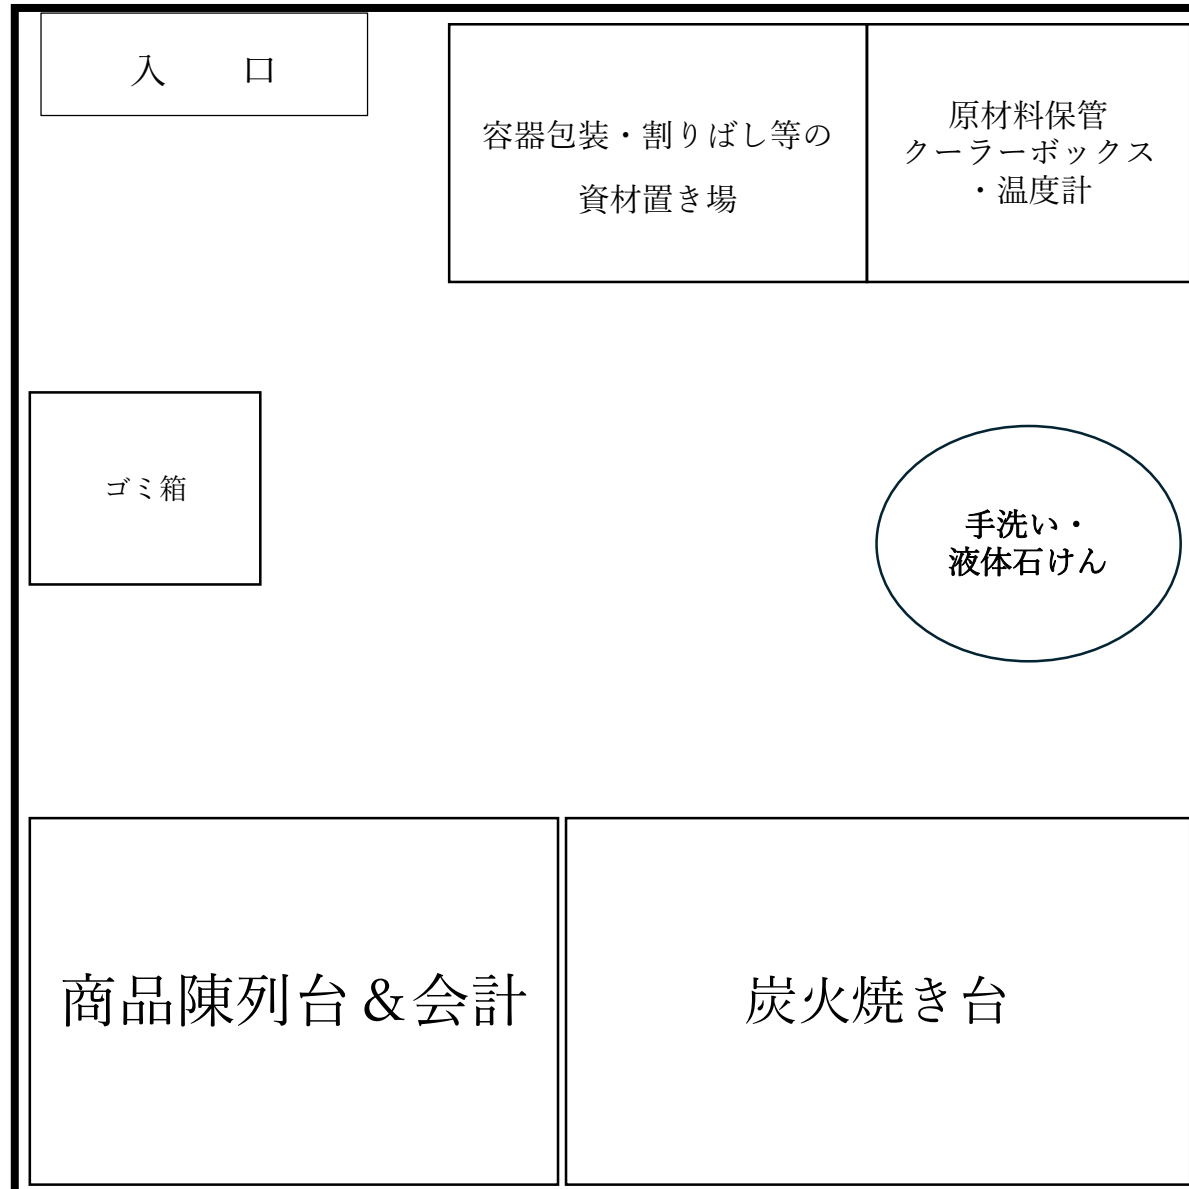 入　　口
容器包装・割りばし等の
資材置き場
原材料保管
クーラーボックス
・温度計
ゴミ箱
手洗い・
液体石けん
商品陳列台＆会計
炭火焼き台